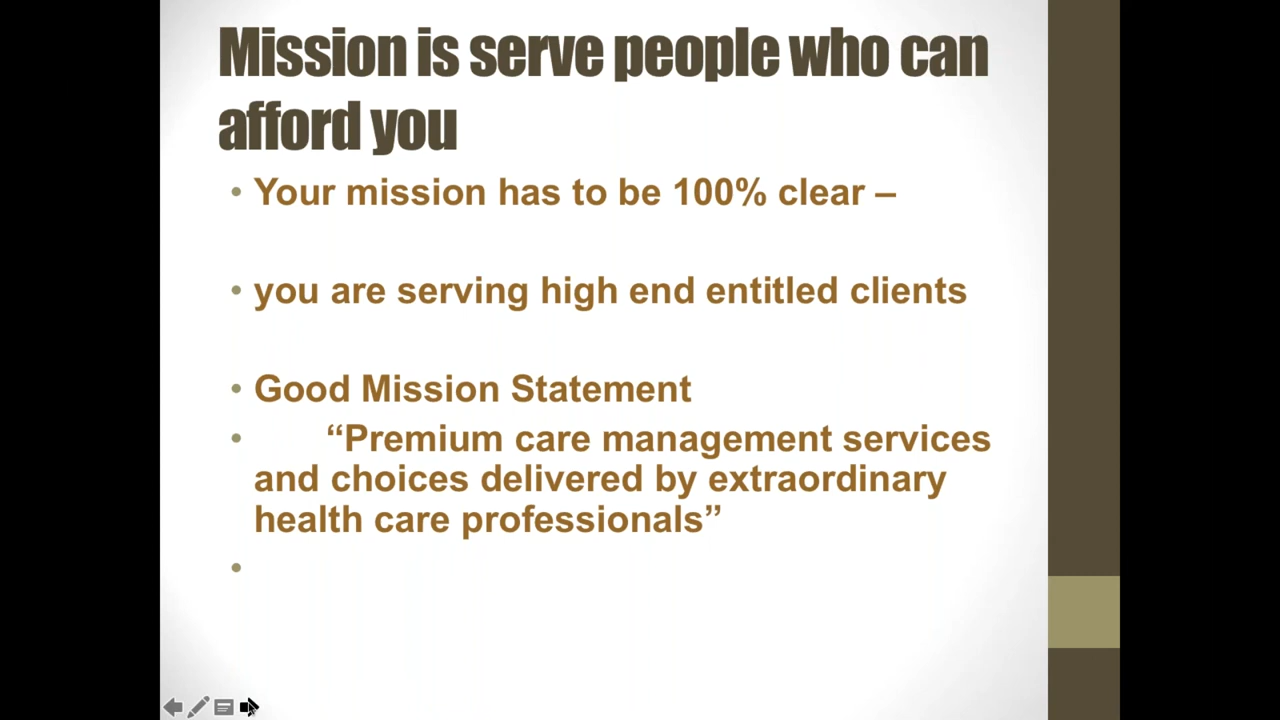 Mission is serve people who can
afford you
• Your mission has to be 100% clear –
• you are serving high end entitled clients
• Good Mission Statement
• “Premium care management services
and choices delivered by extraordinary
health care professionals”
•